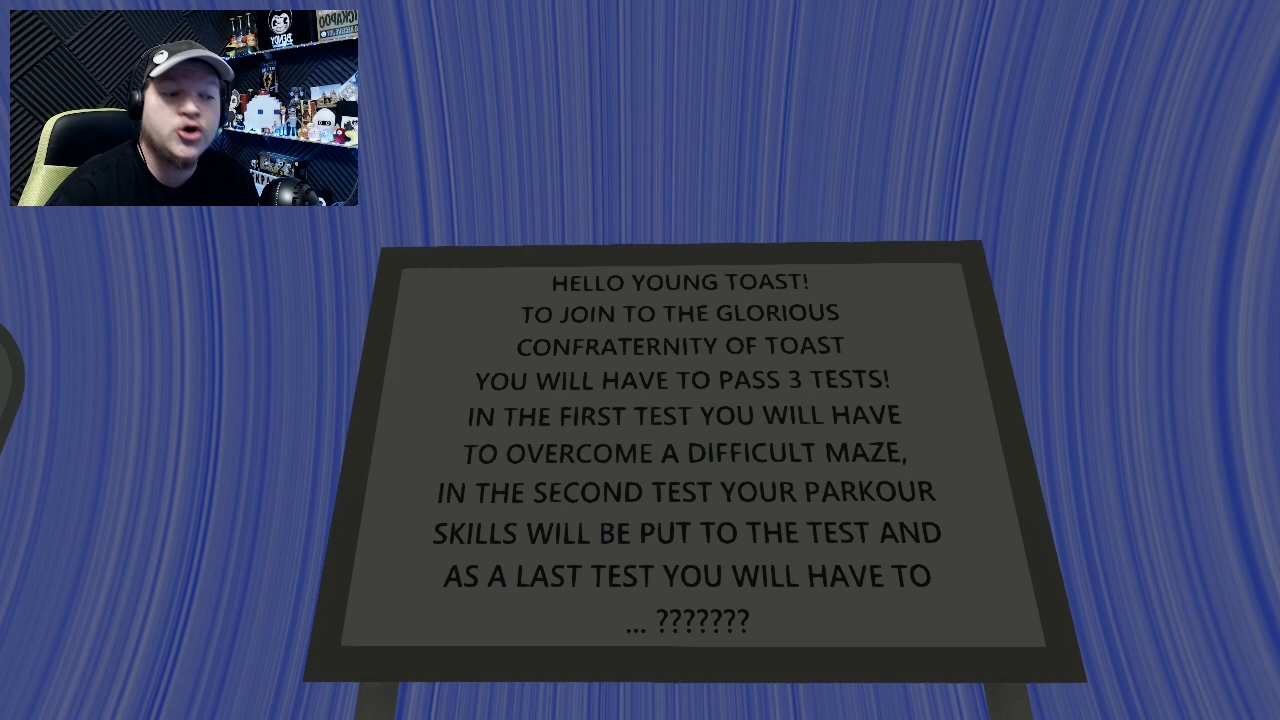 ICKAPOO
BENDY
HELLO YOUNG TOAST!
TO JOIN TO THE GLORIOUS
CONFRATERNITY OF TOAST
YOU WILL HAVE TO PASS 3 TESTS!
IN THE FIRST TEST YOU WILL HAVE
TO OVERCOME A DIFFICULT MAZE,
IN THE SECOND TEST YOUR PARKOUR
SKILLS WILL BE PUT TO THE TEST AND
AS A LAST TEST YOU WILL HAVE TO
... ???????